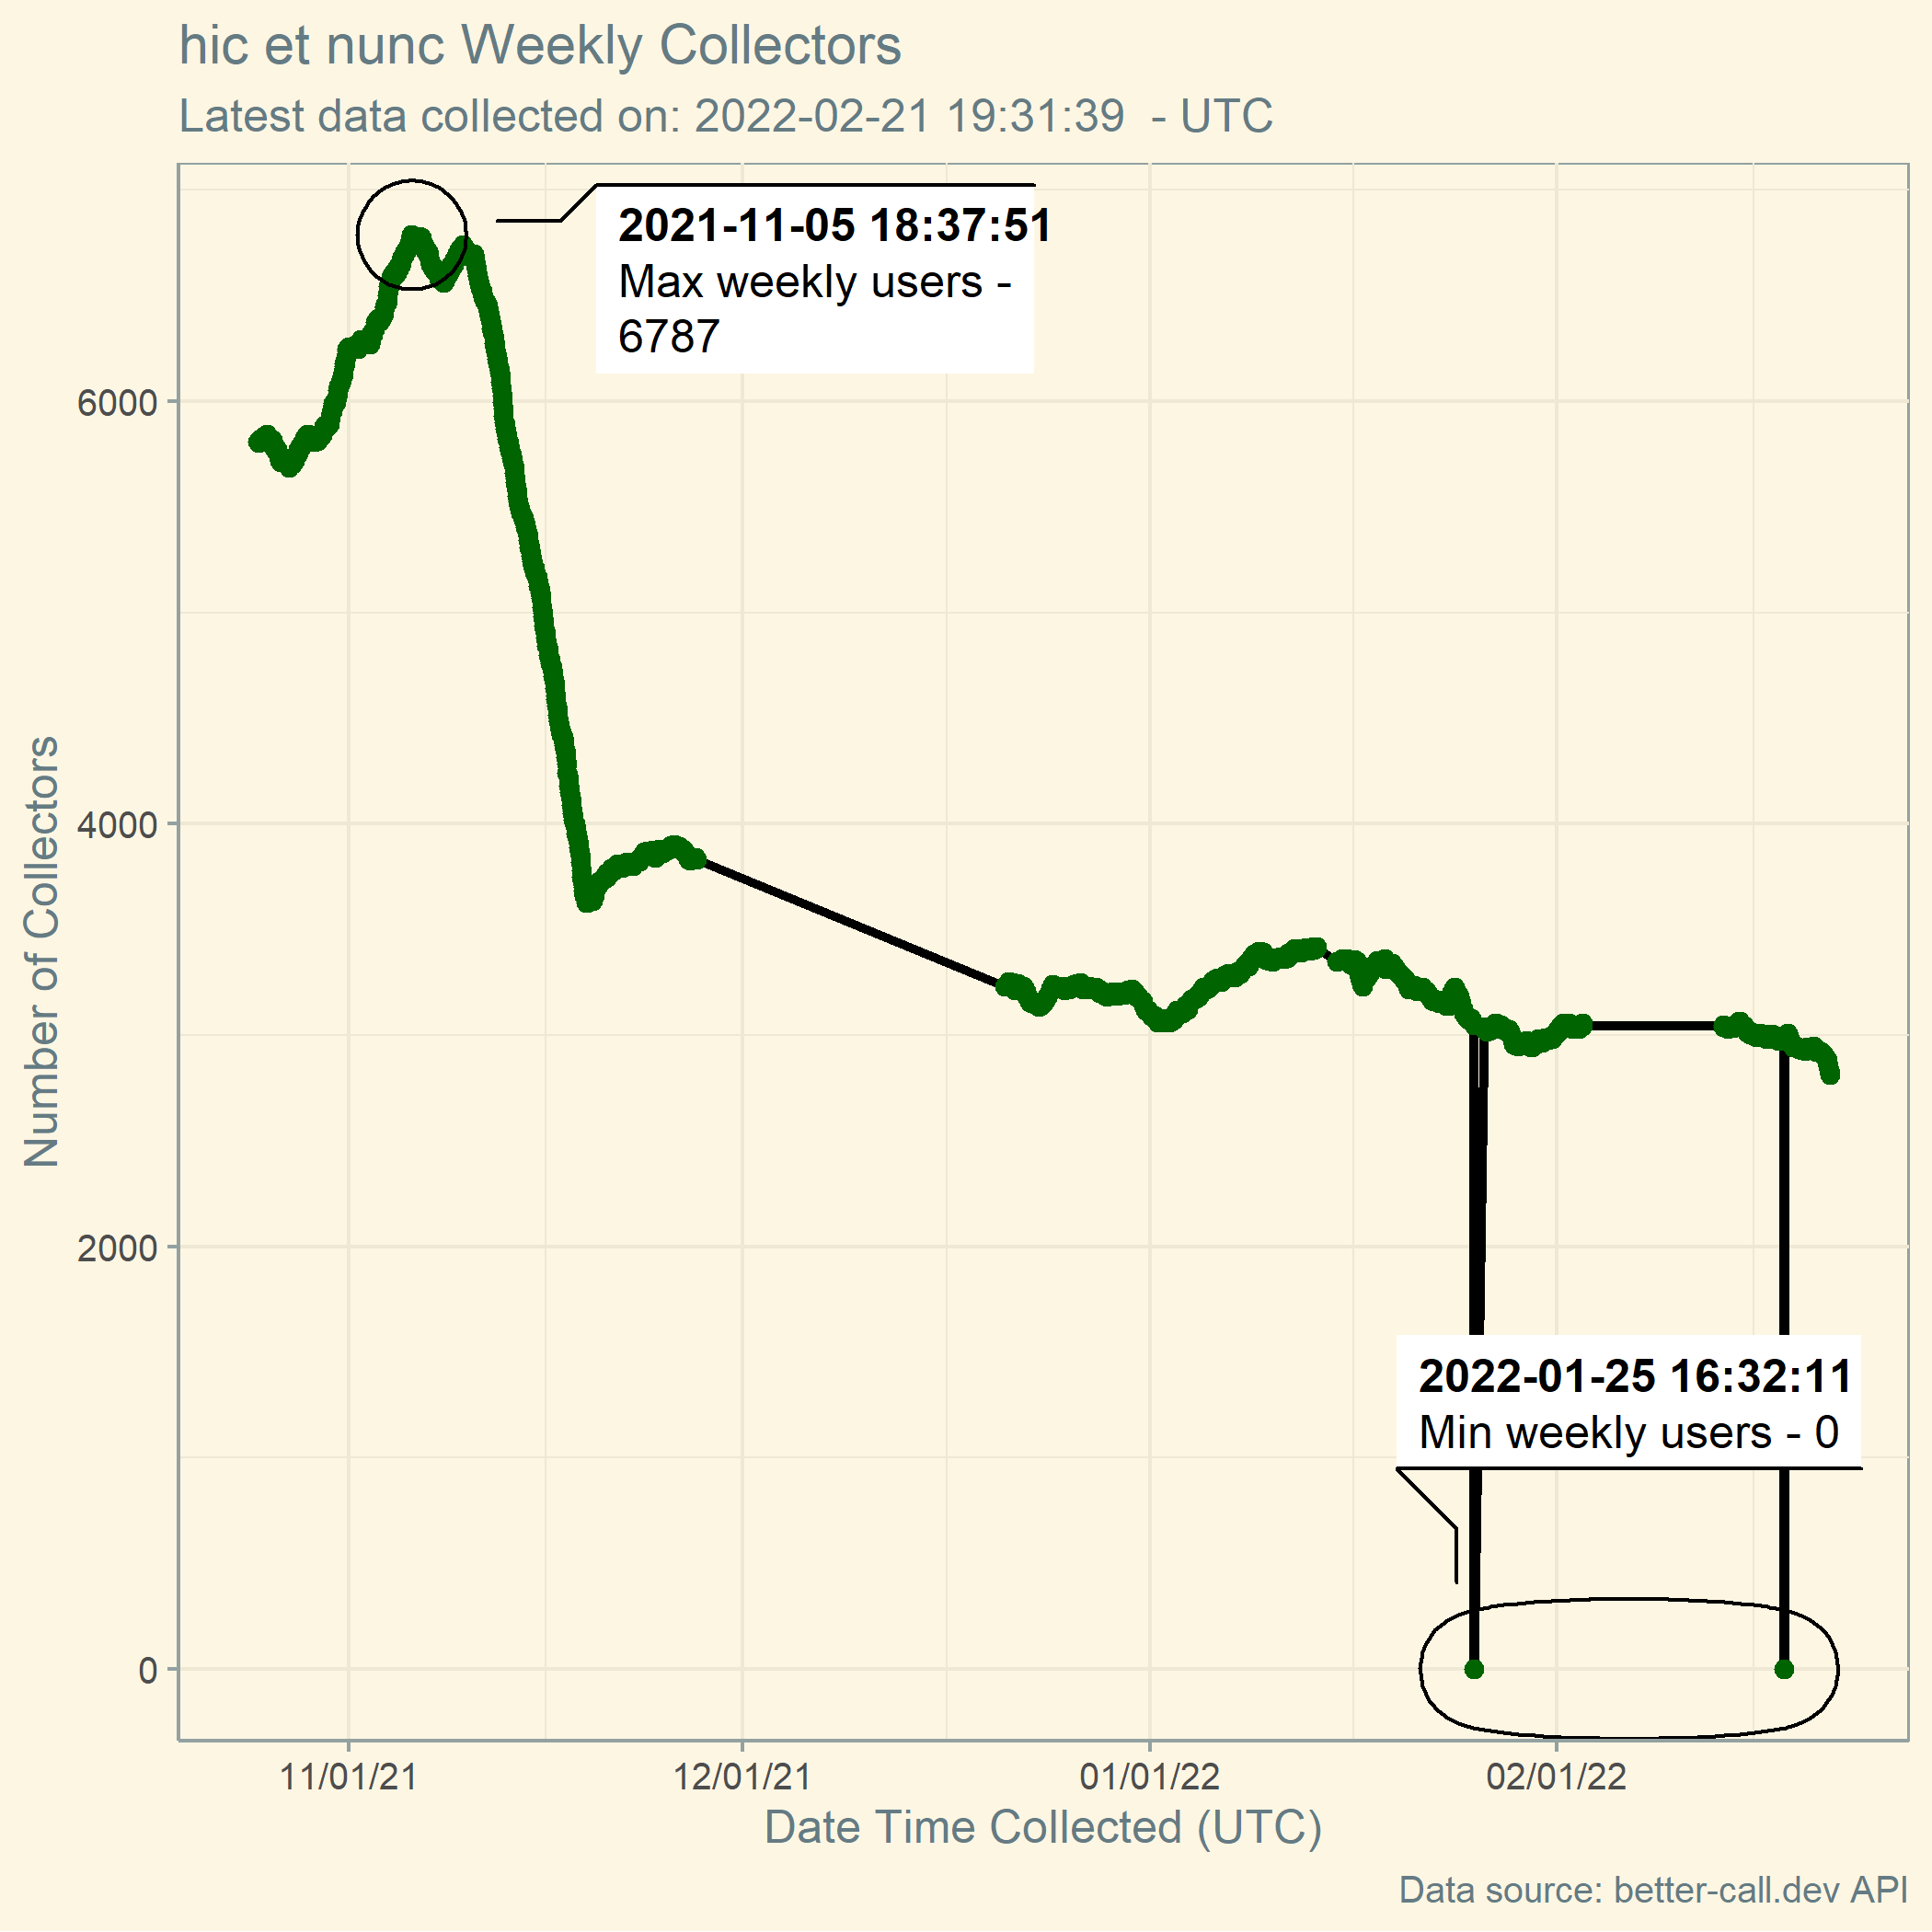 hic et nunc Weekly Collectors
Latest data collected on: 2022-02-21 19:31:39  - UTC
2021-11-05 18:37:51
Max weekly users -
6787
6000
4000
2000
0
Number of Collectors
2022-01-25 16:32:11
Min weekly users - 0
11/01/21 12/01/21 01/01/22 02/01/22
Date Time Collected (UTC)
Data source: better-call.dev API